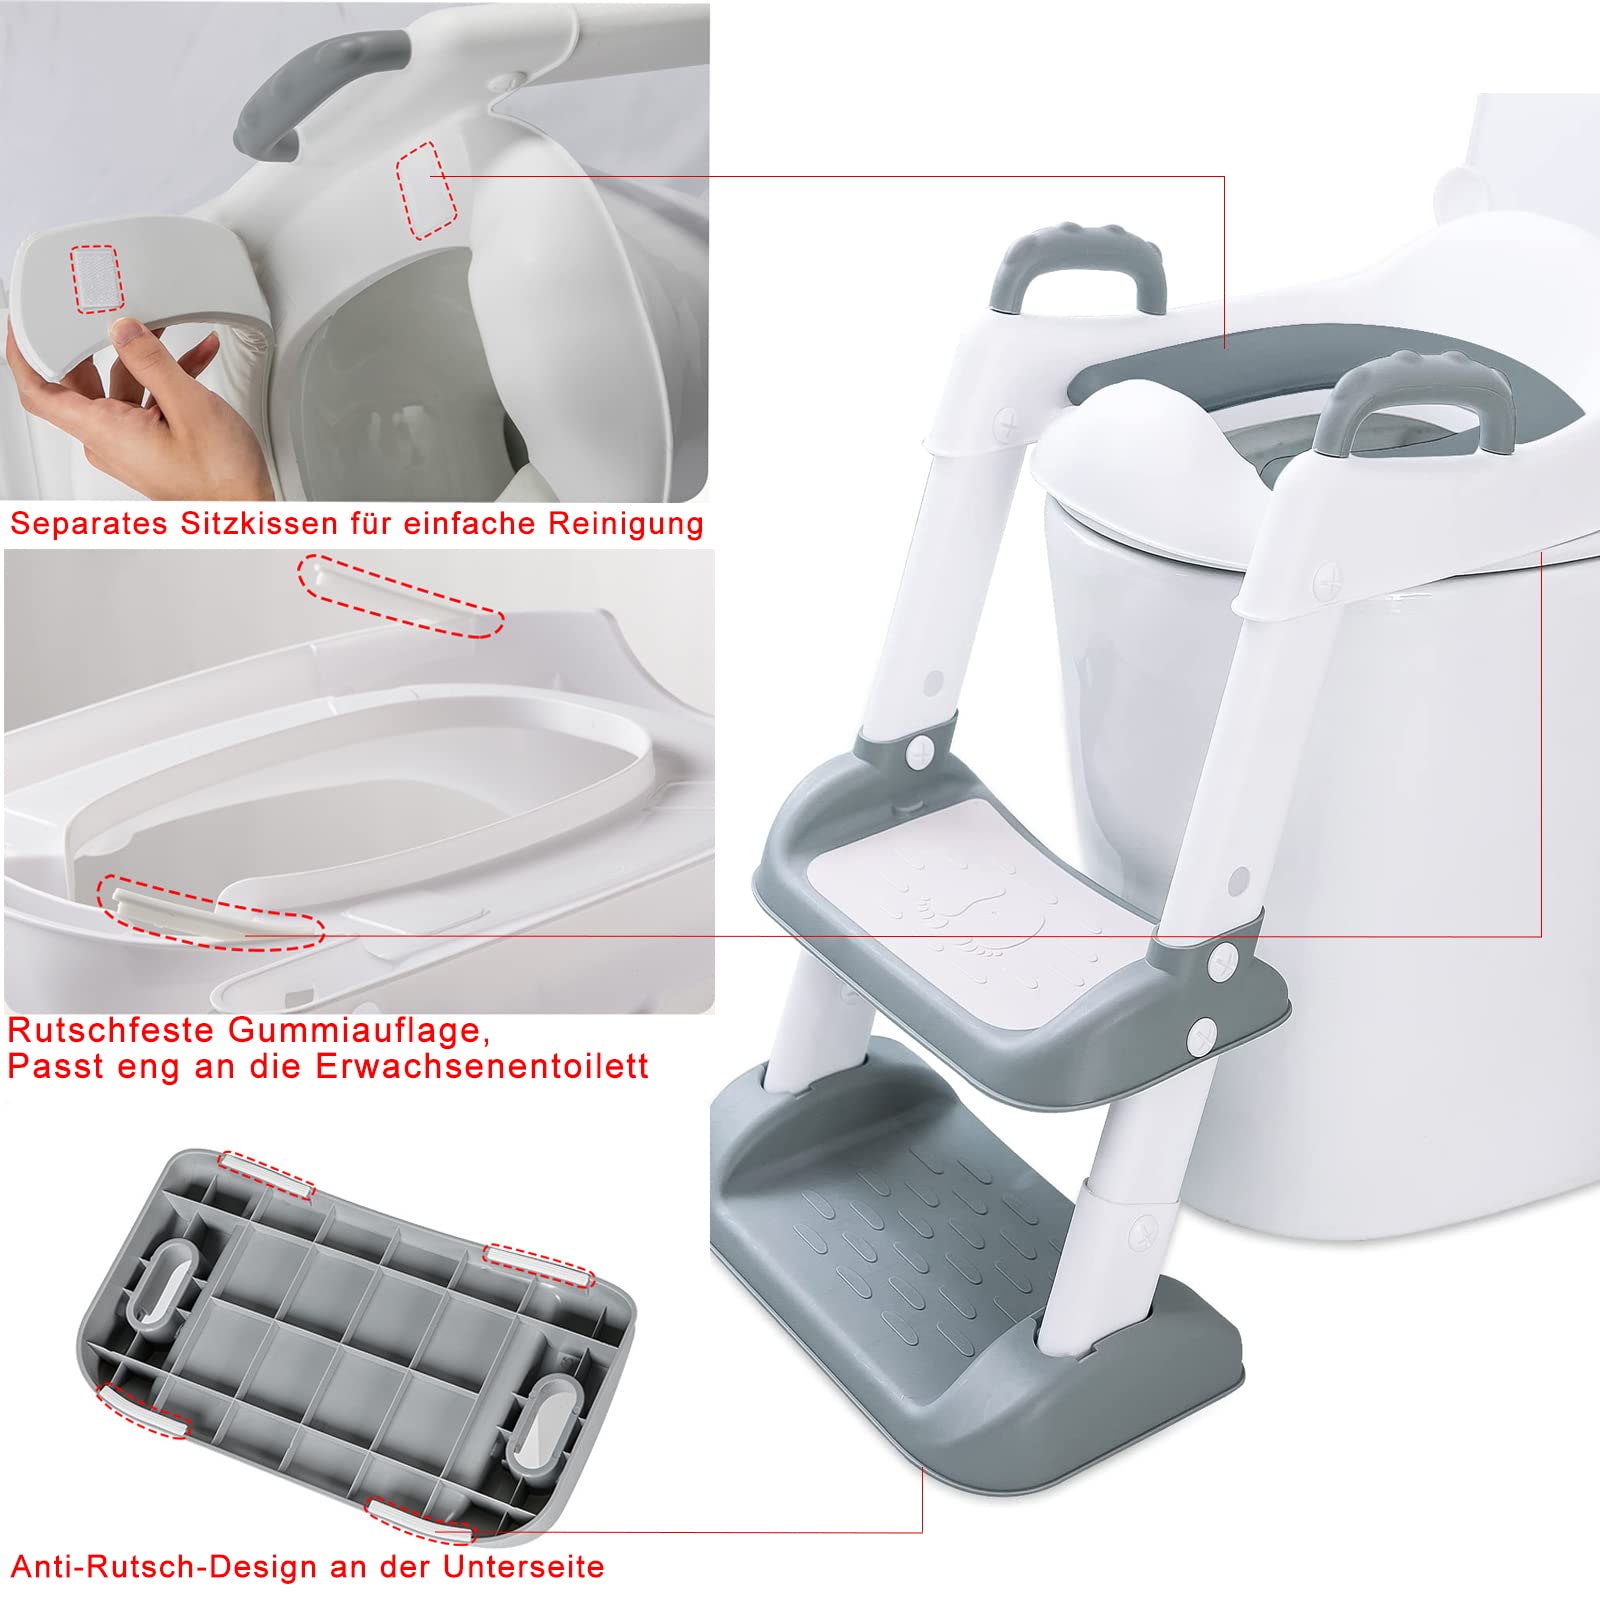 Separates Sitzkissen für einfache Reinigung
Rutschfeste Gummiauflage,
Passt eng an die Erwachsenentoilett
Anti-Rutsch-Design an der Unterseite